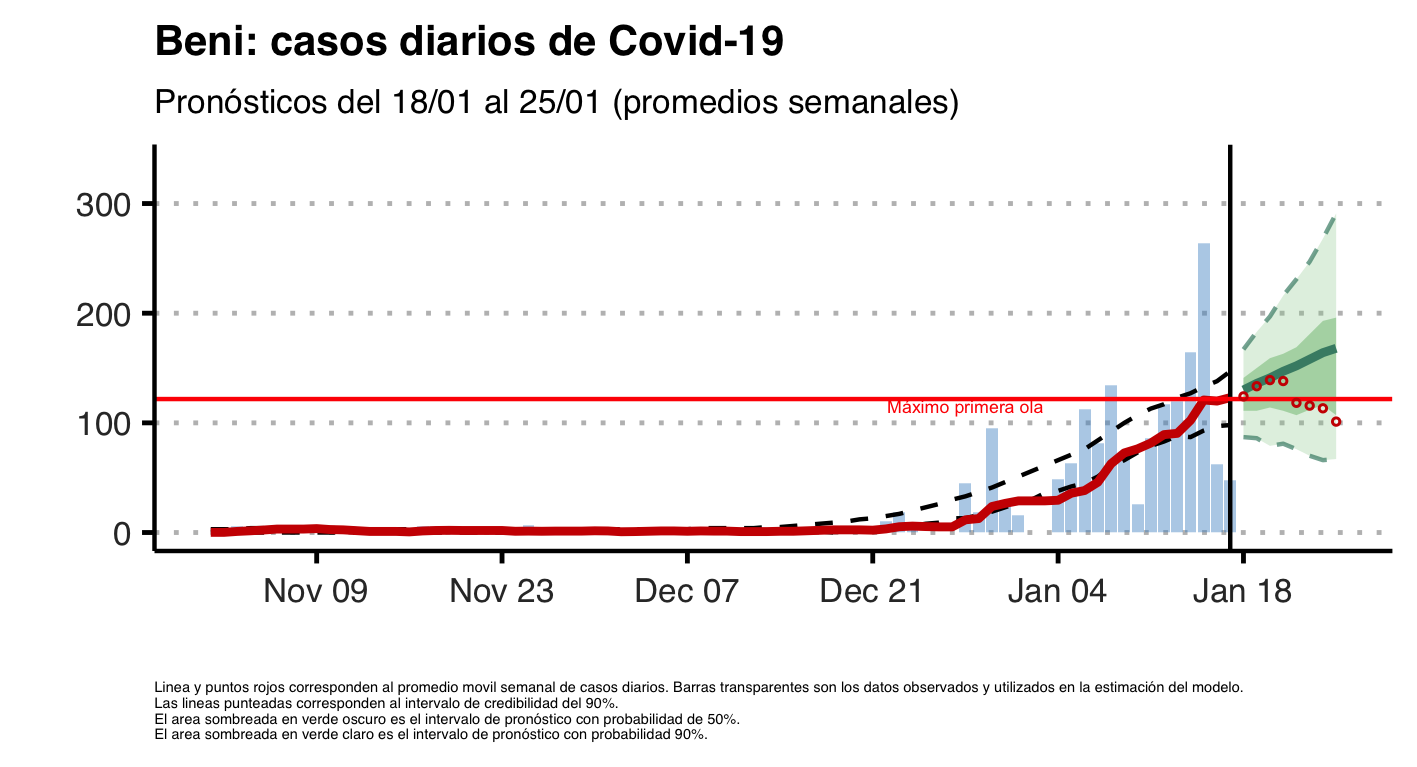 Beni: casos diarios de Covid-19
Pronósticos del 18/01 al 25/01 (promedios semanales)
300
200
100
0
Máximo primera ola
Nov 09
Nov 23
Dec 07
Dec 21
Jan 04
Jan 18
Linea y puntos rojos corresponden al promedio movil semanal de casos diarios. Barras transparentes son los datos observados y utilizados en la estimación del modelo.
Las lineas punteadas corresponden al intervalo de credibilidad del 90%.
El area sombreada en verde oscuro es el intervalo de pronóstico con probabilidad de 50%.
El area sombreada en verde claro es el intervalo de pronóstico con probabilidad 90%.